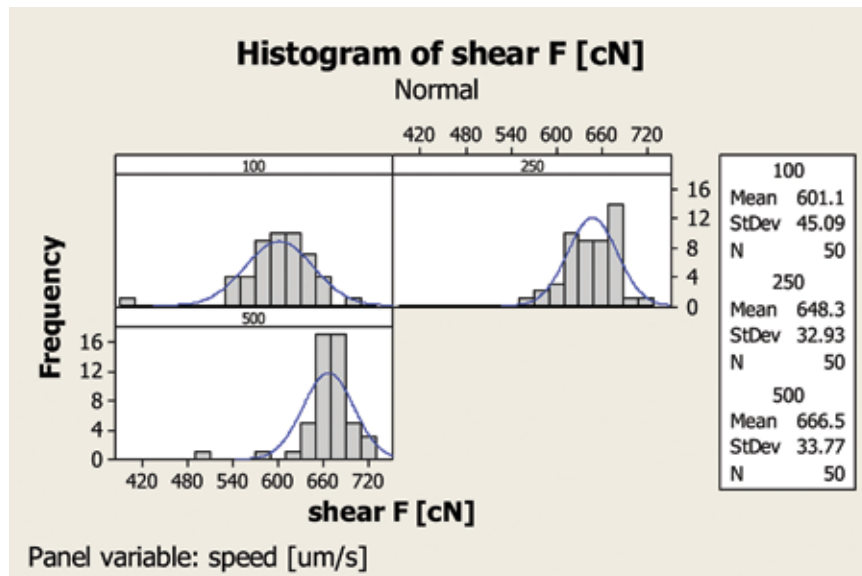 Histogram of shear F [cN]
Normal
420 480 540 600 660 720
100
250
16
12
8
4
0
Frequency
500
16
12
8
4
0
420 480 540 600 660 720
shear F [cN]
100
Mean 601.1
StDev 45.09
N 50
250
Mean 648.3
StDev 32.93
N 50
500
Mean 666.5
StDev 33.77
N 50
Panel variable: speed [um/s]